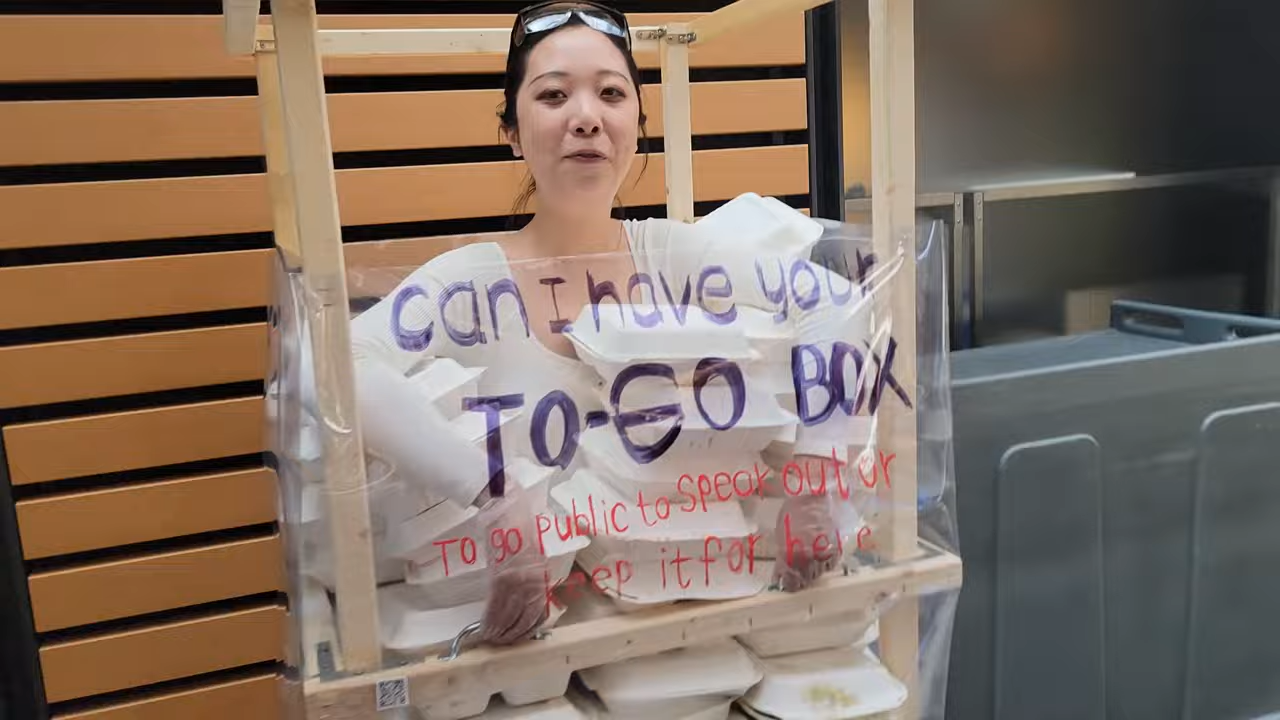 can I have your
TO-GO BOX
To go public to speak out or
keep it for here